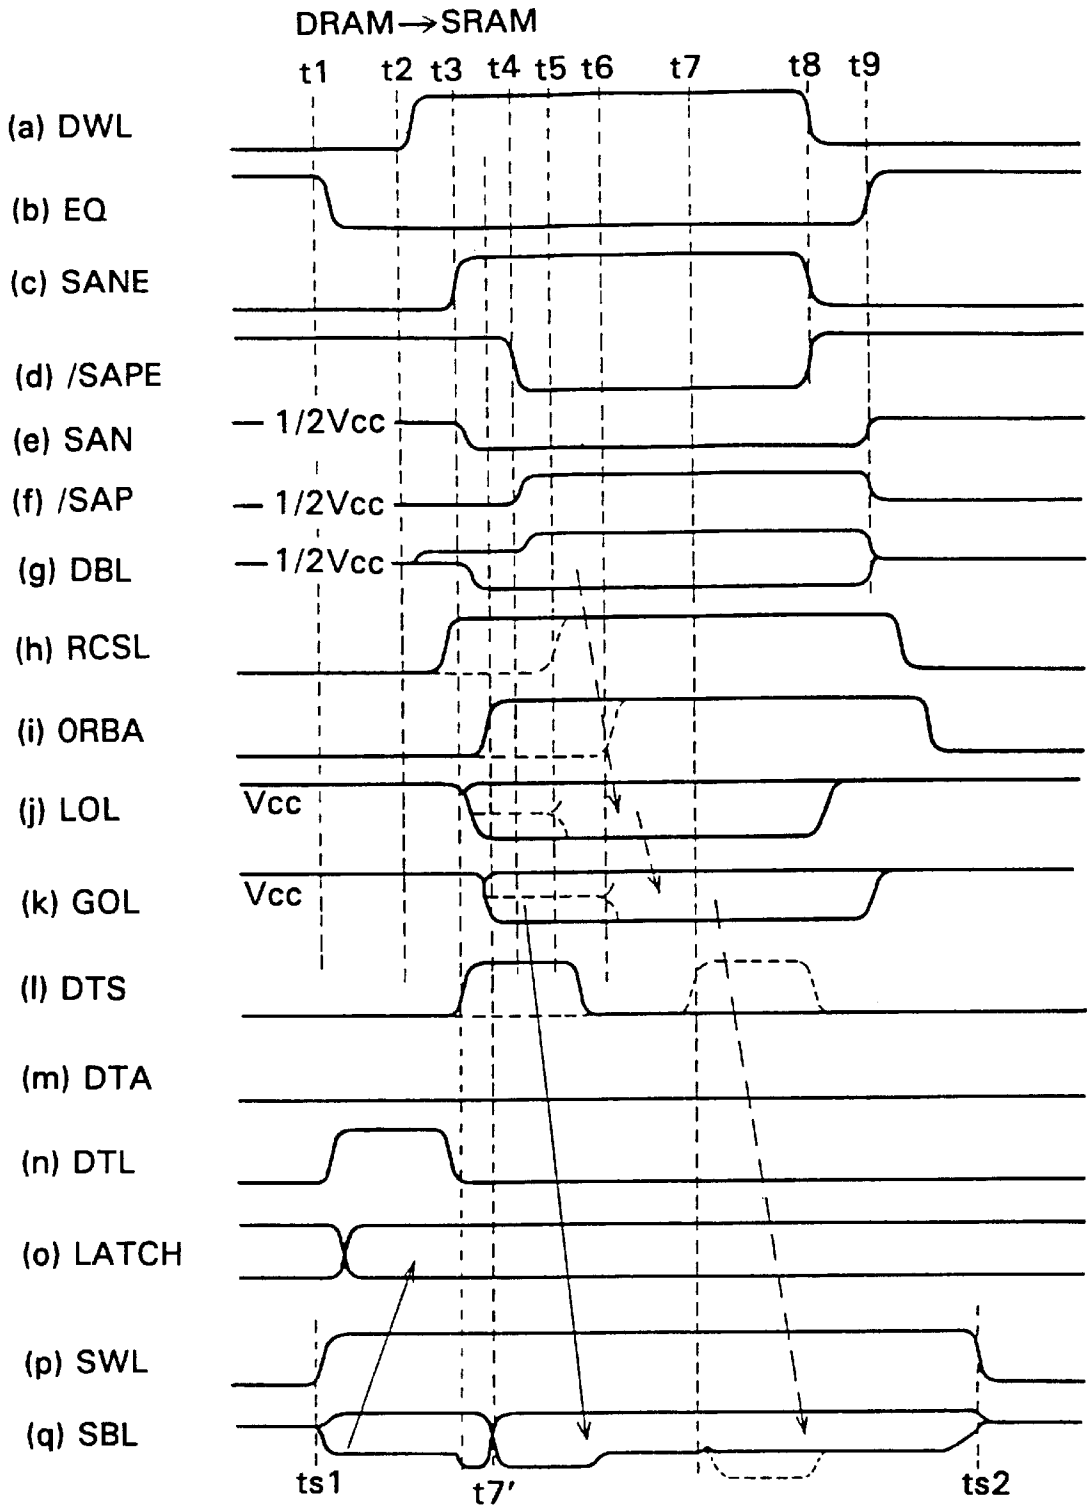 DRAM→SRAM
t1 t2 t3 t4 t5 t6 t7 t8 t9
(a) DWL
(b) EQ
(c) SANE
(d) /SAPE
(e) SAN
1/2Vcc
(f) /SAP
1/2Vcc
(g) DBL
1/2Vcc
(h) RCSL
(i) ORBA
(j) LOL
Vcc
(k) GOL
Vcc
(l) DTS
(m) DTA
(n) DTL
(o) LATCH
(p) SWL
(q) SBL
ts1 t7' ts2